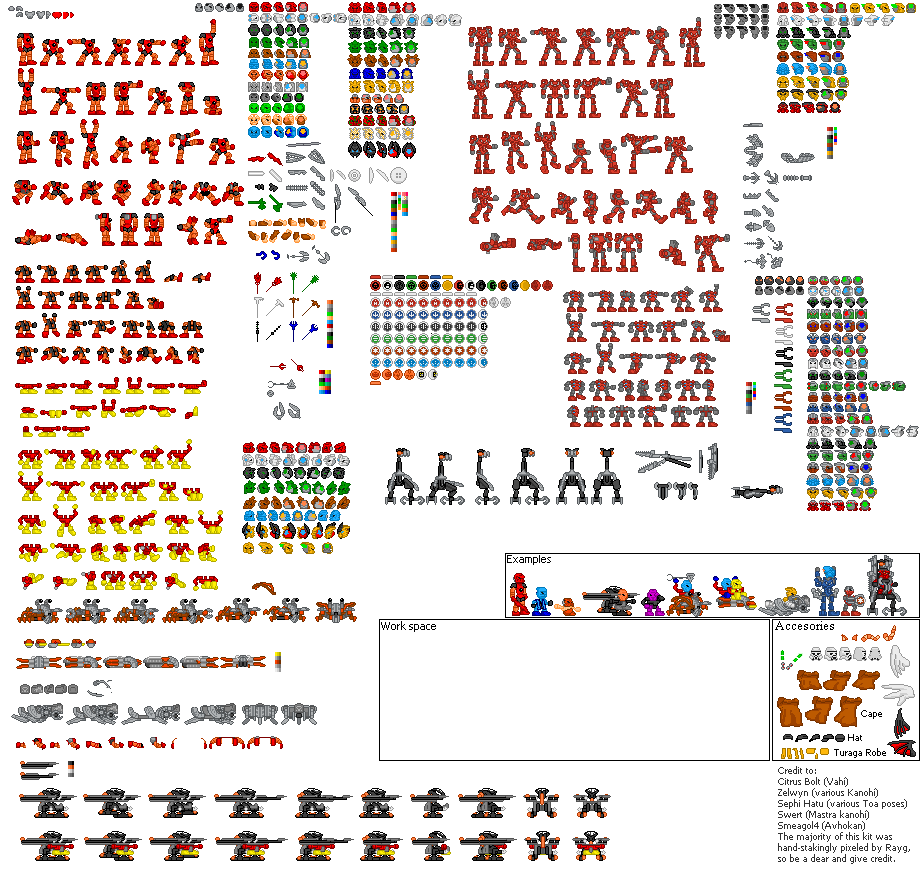 Examples
Work space
Accesories
Cape
Hat
Turaga Robe
Credit to:
Citrus Bolt (Vahi)
Zelwyn (various Kanohi)
Sephi Hatu (various Toa poses)
Swert (Mastra kanohi)
Smeagol4 (Avhokan)
The majority of this kit was
hand-stakingly pixeled by Rayg,
so be a dear and give credit.